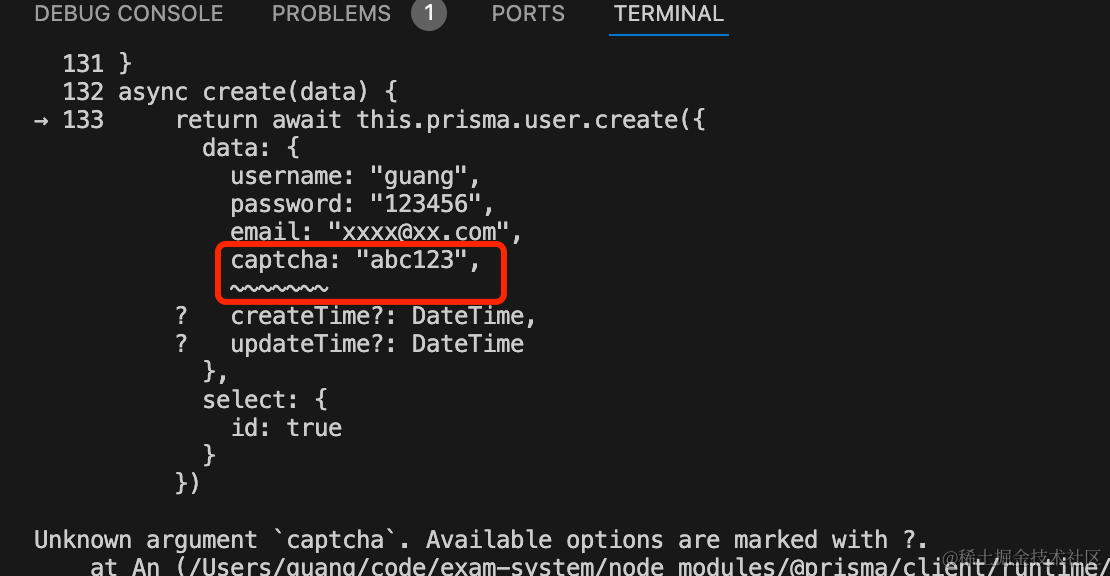 DEBUG CONSOLE PROBLEMS 1 PORTS TERMINAL
131 }
132 async create(data) {
→ 133 return await this.prisma.user.create({
data: {
username: "guang",
password: "123456",
email: "xxxx@xx.com",
captcha: "abc123",
~~~~~~~
? createTime?: DateTime,
? updateTime?: DateTime
},
select: {
id: true
}
})
Unknown argument `captcha`. Available options are marked with ?.
at An (/Users/guang/code/exam-system/node_modules/@prisma/client/runtime/
@稀土掘金技术社区